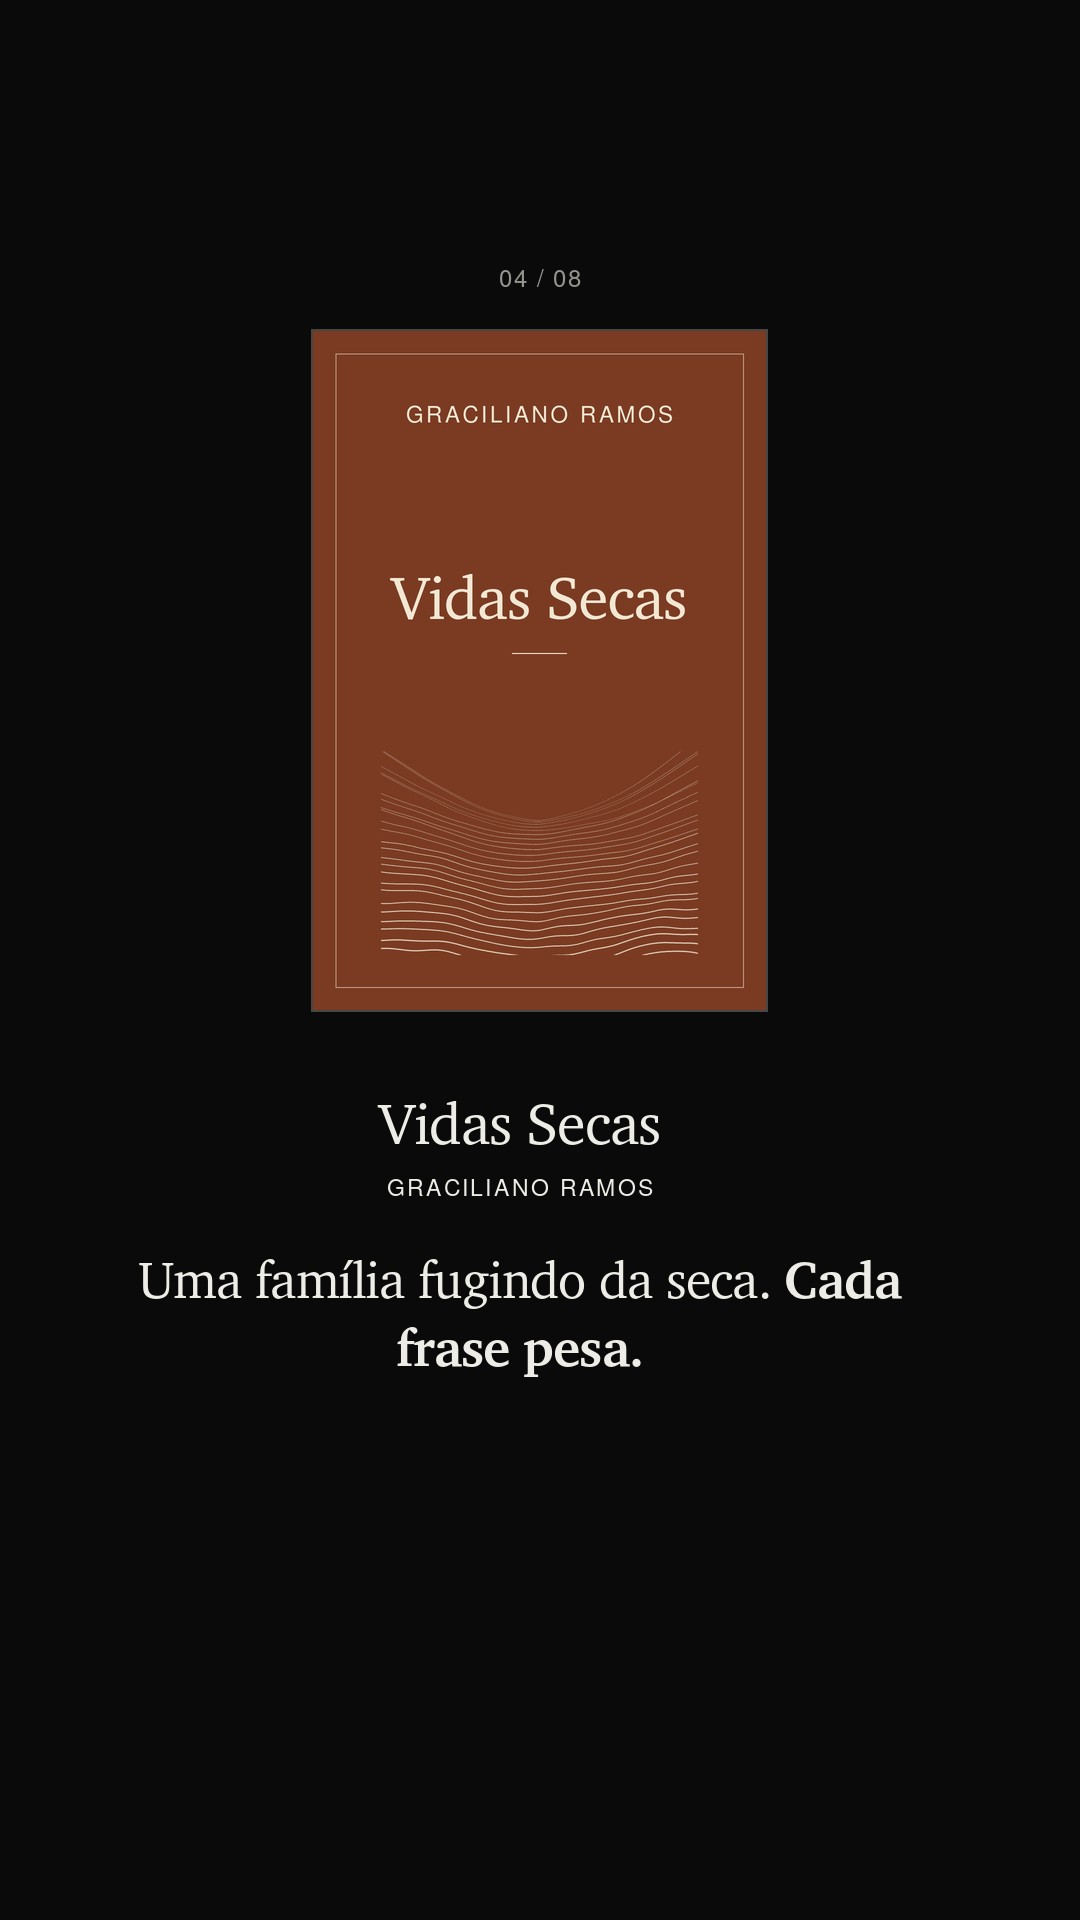 04 / 08
GRACILIANO RAMOS
Vidas Secas
Vidas Secas
GRACILIANO RAMOS
Uma família fugindo da seca. Cada
frase pesa.